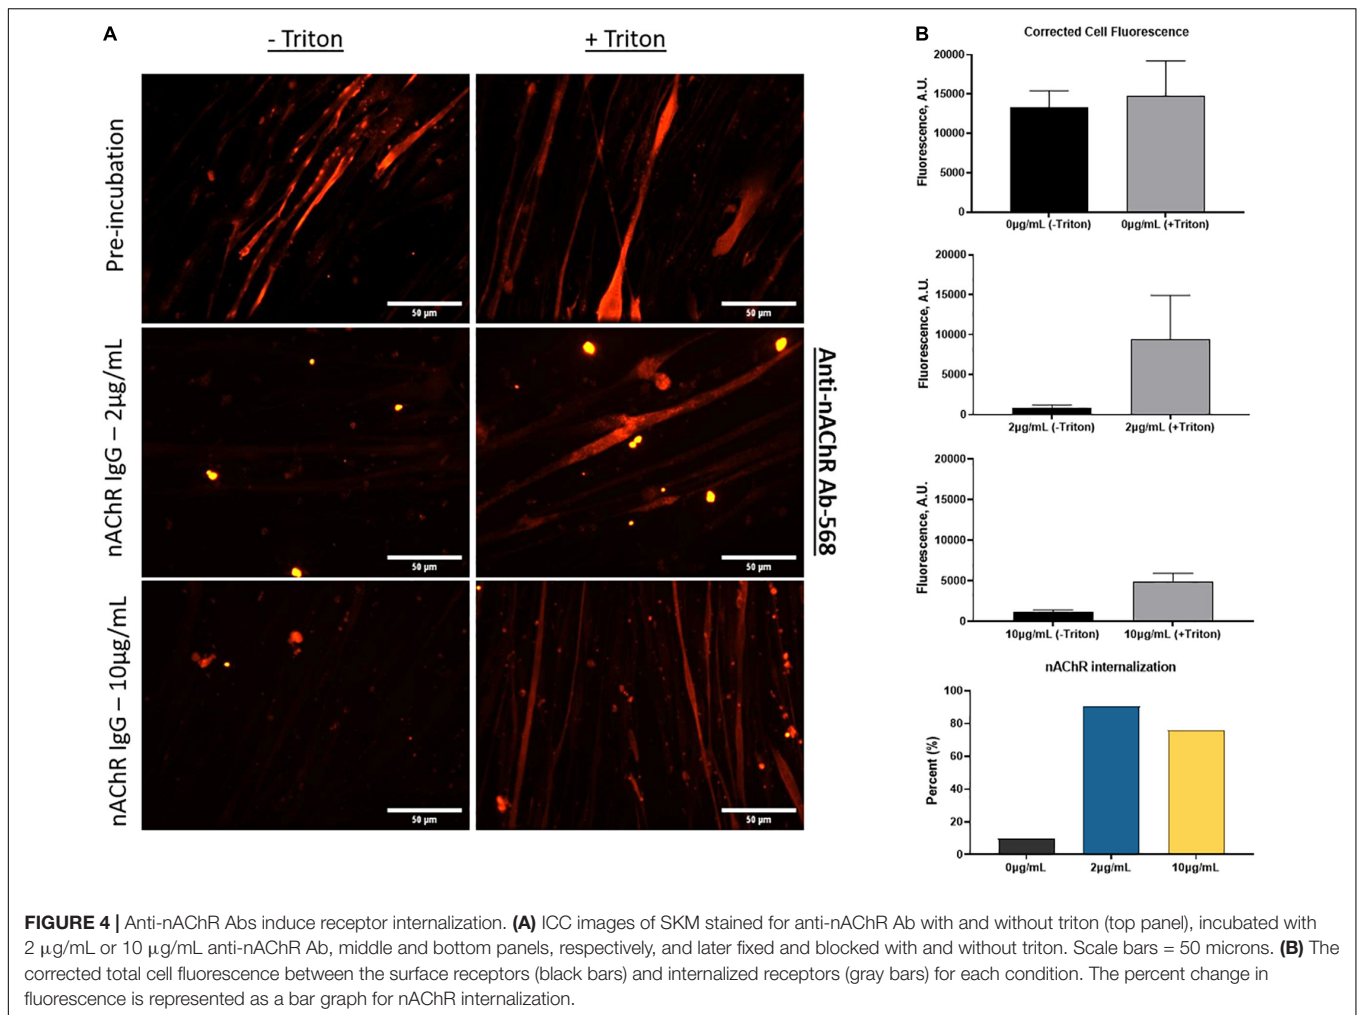 A
- Triton
+ Triton
Pre-incubation
50 µm
50 µm
nAChR IgG – 2µg/mL
50 µm
50 µm
nAChR IgG – 10µg/mL
50 µm
50 µm
Anti-nAChR Ab-568
B
Corrected Cell Fluorescence
Fluorescence, A.U.
20000
15000
10000
5000
0
0µg/mL (-Triton)
0µg/mL (+Triton)
Fluorescence, A.U.
20000
15000
10000
5000
0
2µg/mL (-Triton)
2µg/mL (+Triton)
Fluorescence, A.U.
20000
15000
10000
5000
0
10µg/mL (-Triton)
10µg/mL (+Triton)
nAChR internalization
Percent (%)
100
80
60
40
20
0
0µg/mL
2µg/mL
10µg/mL
FIGURE 4 | Anti-nAChR Abs induce receptor internalization. (A) ICC images of SKM stained for anti-nAChR Ab with and without triton (top panel), incubated with
2 µg/mL or 10 µg/mL anti-nAChR Ab, middle and bottom panels, respectively, and later fixed and blocked with and without triton. Scale bars = 50 microns. (B) The
corrected total cell fluorescence between the surface receptors (black bars) and internalized receptors (gray bars) for each condition. The percent change in
fluorescence is represented as a bar graph for nAChR internalization.